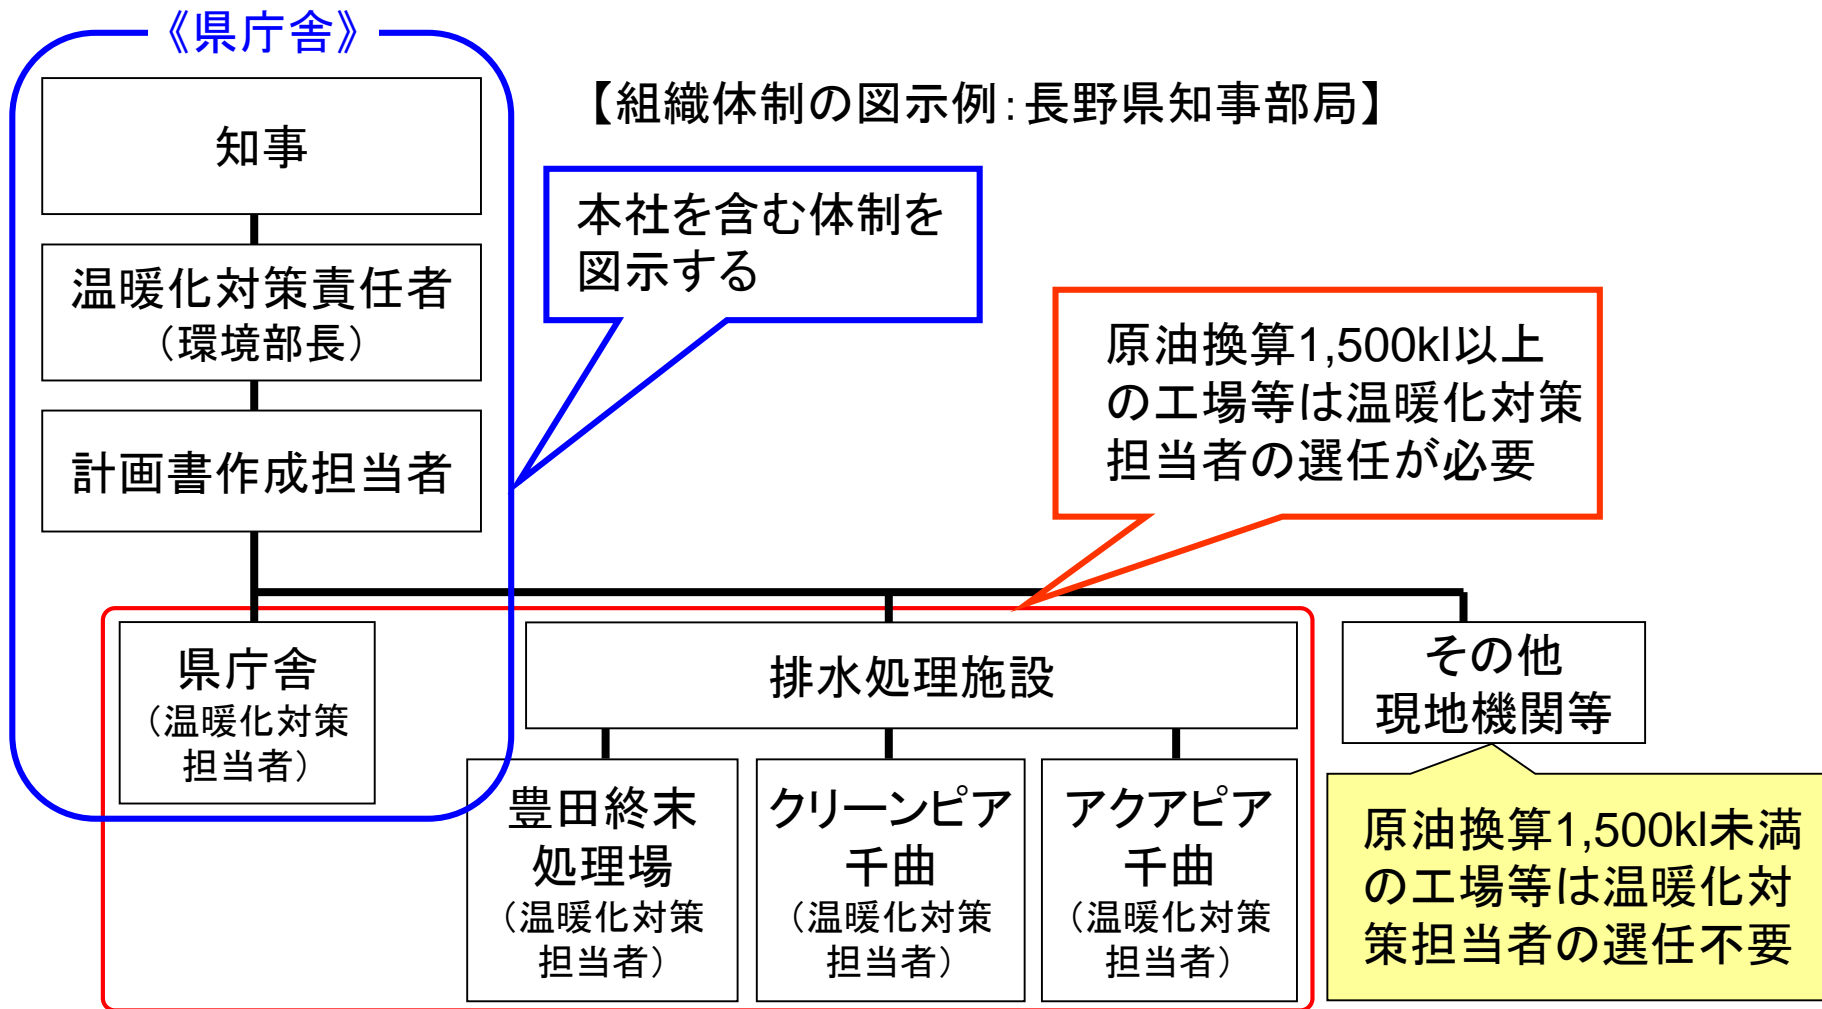 《県庁舎》
【組織体制の図示例：長野県知事部局】
知事
本社を含む体制を
図示する
温暖化対策責任者
（環境部長）
原油換算1,500kl以上
の工場等は温暖化対策
担当者の選任が必要
計画書作成担当者
県庁舎
（温暖化対策
担当者）
排水処理施設
その他
現地機関等
豊田終末
処理場
（温暖化対策
担当者）
クリーンピア
千曲
（温暖化対策
担当者）
アクアピア
千曲
（温暖化対策
担当者）
原油換算1,500kl未満
の工場等は温暖化対
策担当者の選任不要